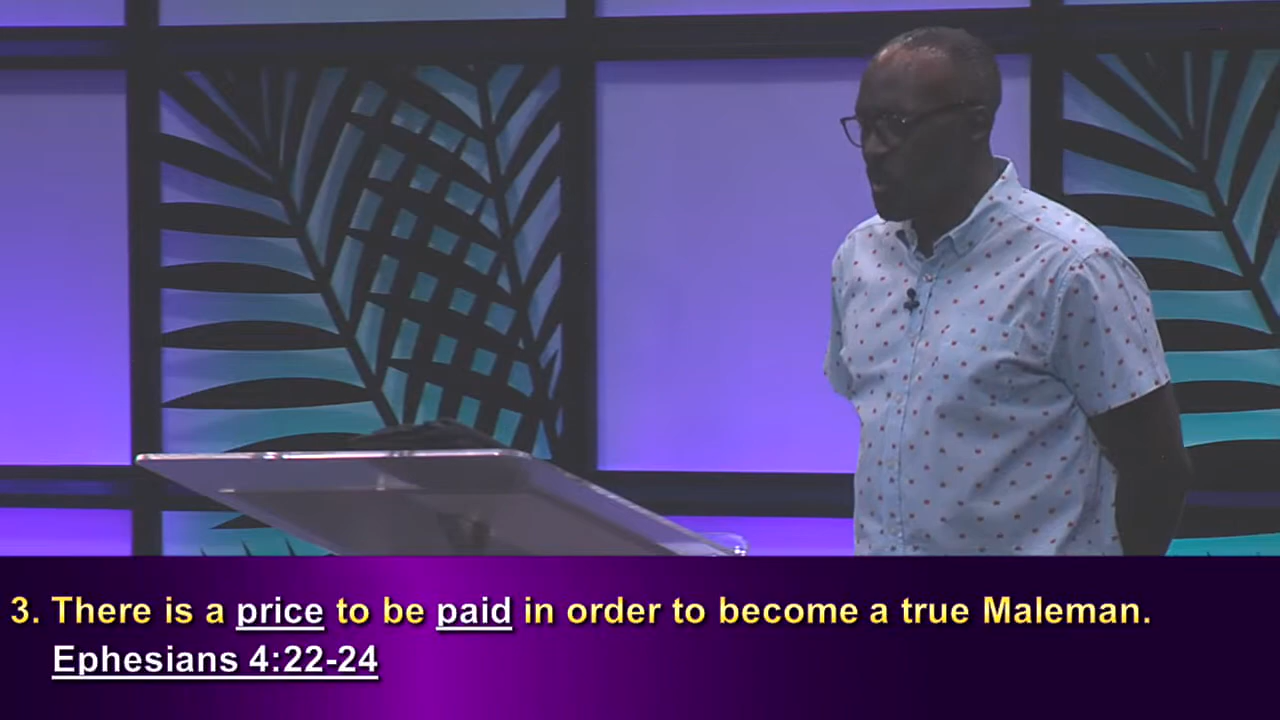 3. There is a price to be paid in order to become a true Maleman.
Ephesians 4:22-24